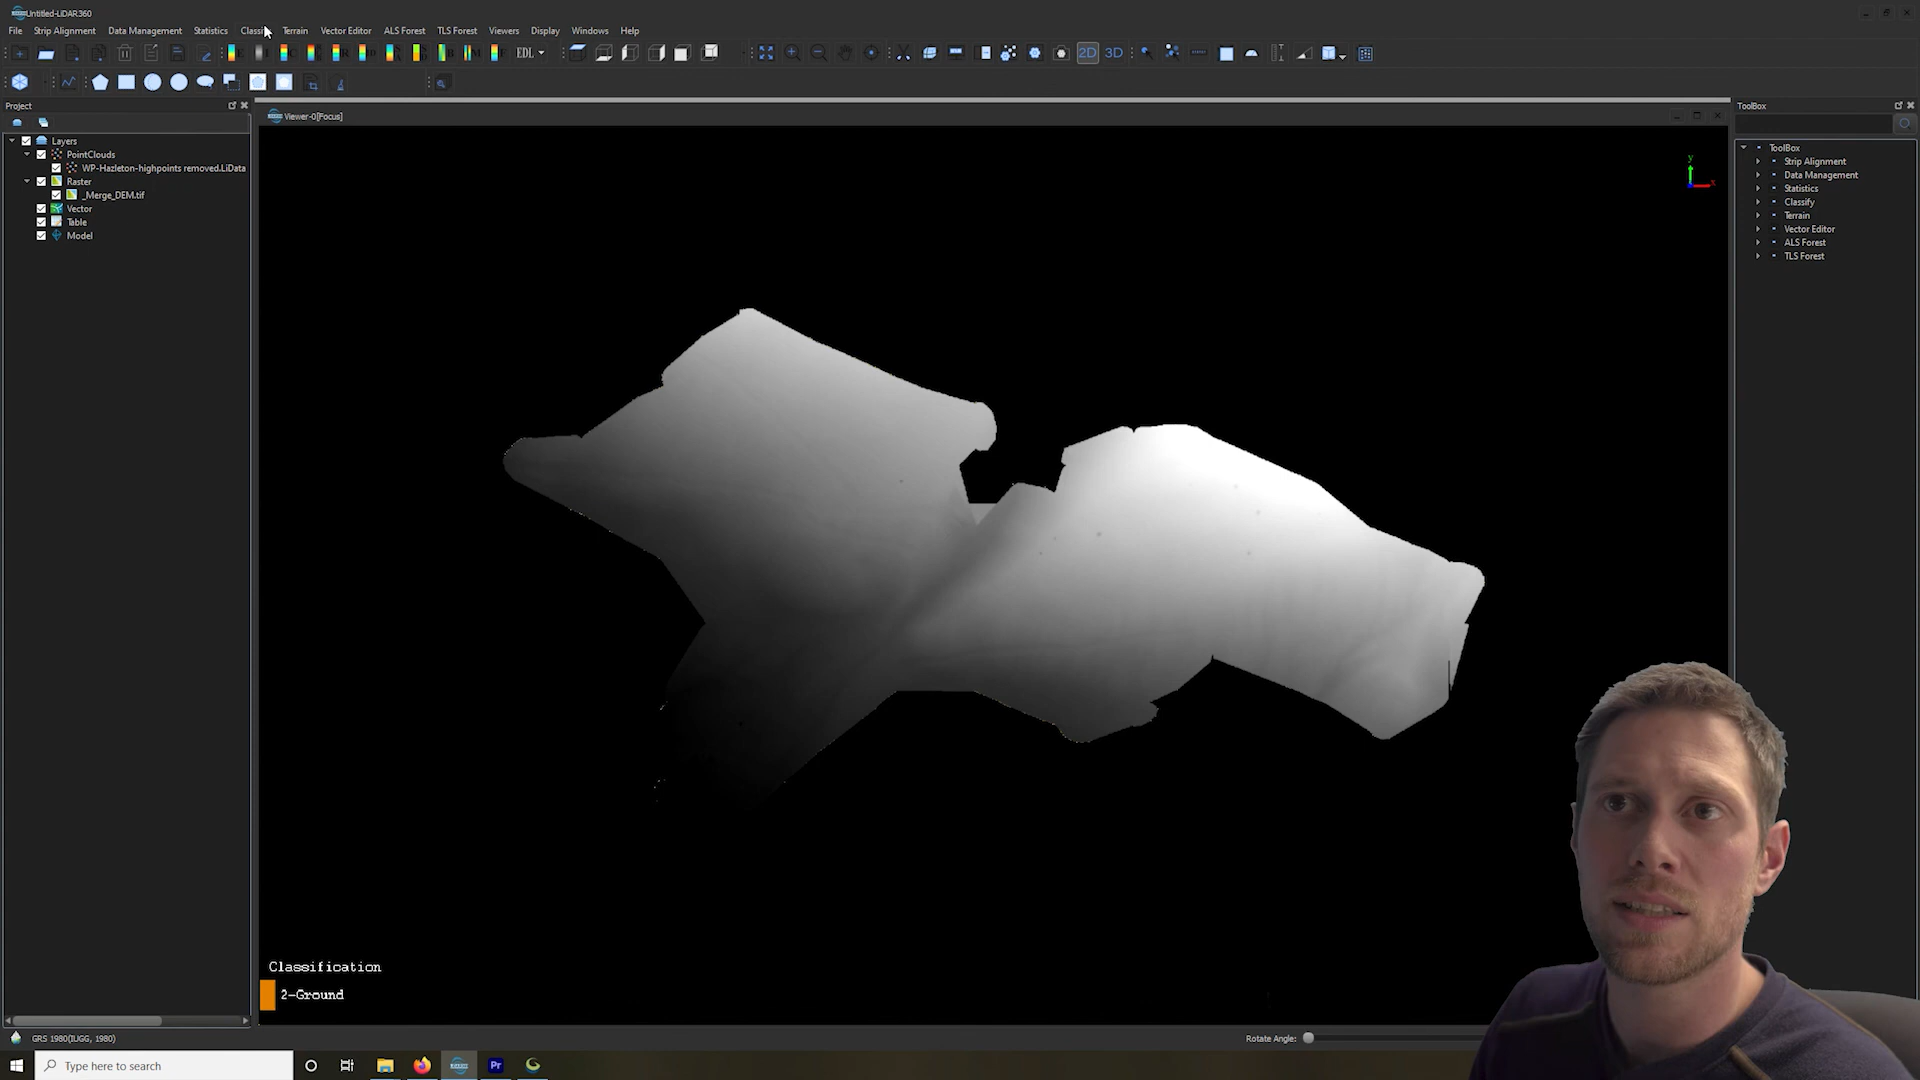 Untitled-LiDAR360
File Strip Alignment Data Management Statistics Classify Terrain Vector Editor ALS Forest TLS Forest Viewers Display Windows Help
EDL 2D 3D
Project
Viewer-0[Focus]
ToolBox
Layers
PointClouds
WP-Hazleton-highpoints removed.LiData
Raster
_Merge_DEM.tif
Vector
Table
Model
y
x
ToolBox
Strip Alignment
Data Management
Statistics
Classify
Terrain
Vector Editor
ALS Forest
TLS Forest
Classification
2-Ground
GRS 1980(IUGG, 1980)
Rotate Angle:
Type here to search
Pr